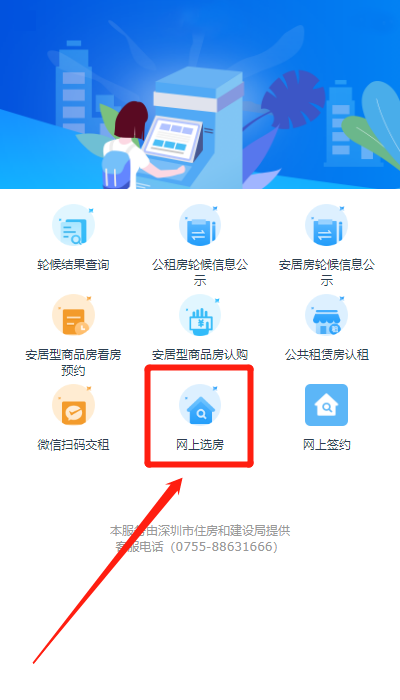 轮候结果查询
公租房轮候信息公
示
安居房轮候信息公
示
安居型商品房看房
预约
安居型商品房认购
公共租赁房认租
微信扫码交租
网上选房
网上签约
本服务由深圳市住房和建设局提供
客服电话（0755-88631666）